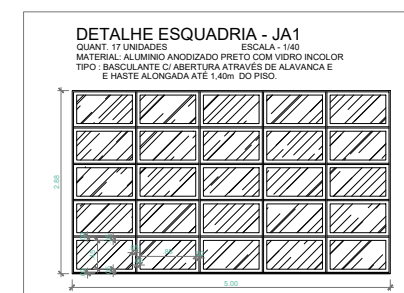 DETALHE ESQUADRIA - JA1
QUANT. 17 UNIDADES ESCALA - 1/40
MATERIAL: ALUMINIO ANODIZADO PRETO COM VIDRO INCOLOR
TIPO : BASCULANTE C/ ABERTURA ATRAVÉS DE ALAVANCA E
E HASTE ALONGADA ATÉ 1,40m DO PISO.
2.88
5.00